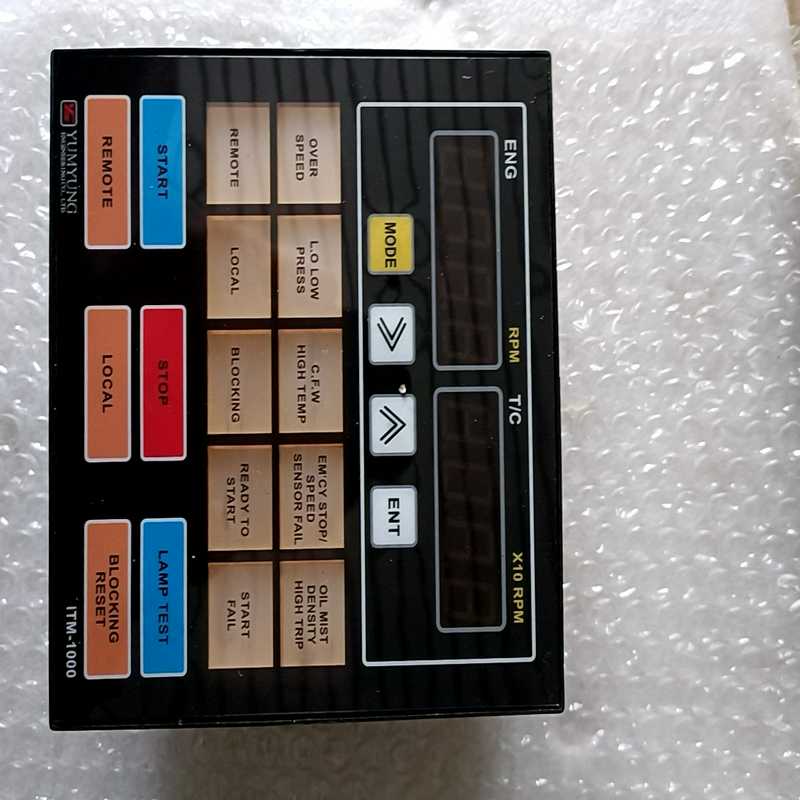 ENG
RPM
T/C
X10 RPM
MODE
ENT
OVER
SPEED
L.O LOW
PRESS
C.F.W
HIGH TEMP
EM'CY STOP/
SPEED
SENSOR FAIL
OIL MIST
DENSITY
HIGH TRIP
REMOTE
LOCAL
BLOCKING
READY TO
START
START
FAIL
START
STOP
LAMP TEST
REMOTE
LOCAL
BLOCKING
RESET
YUMYUNG
ENGINEERING CO., LTD
ITM-1000